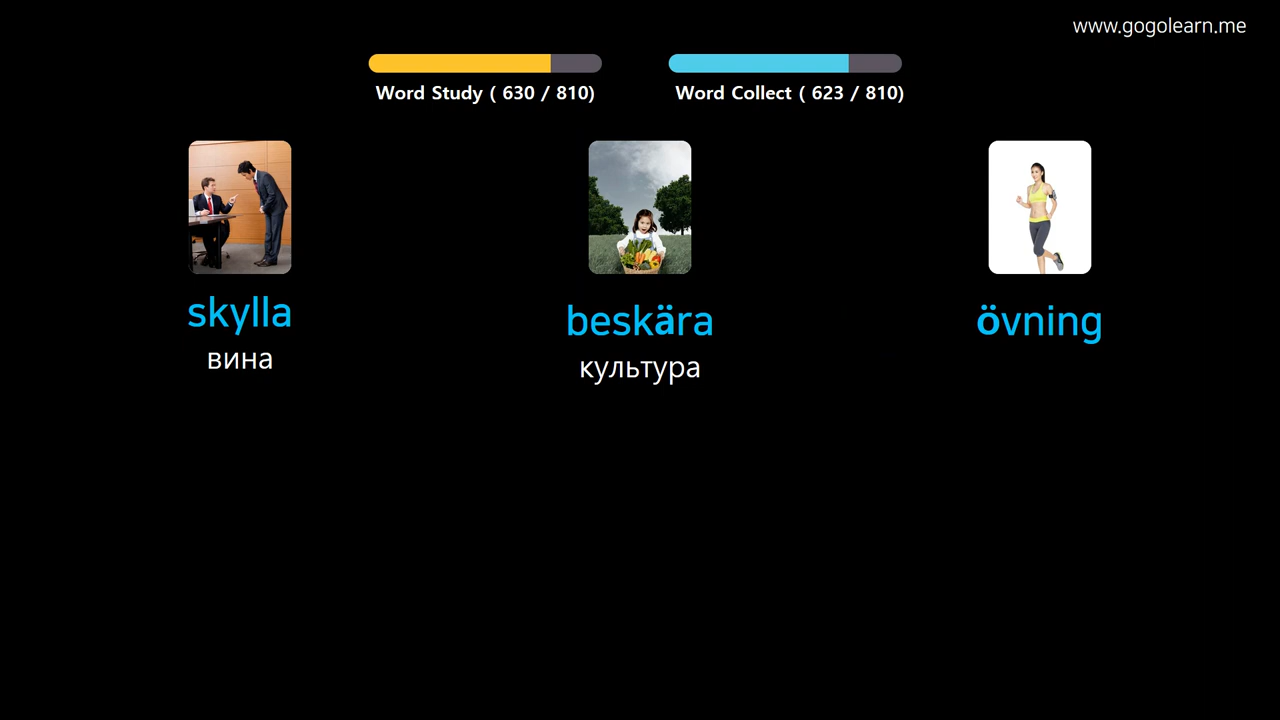 www.gogolearn.me
Word Study ( 630 / 810)
Word Collect ( 623 / 810)
skylla
вина
beskära
культура
övning